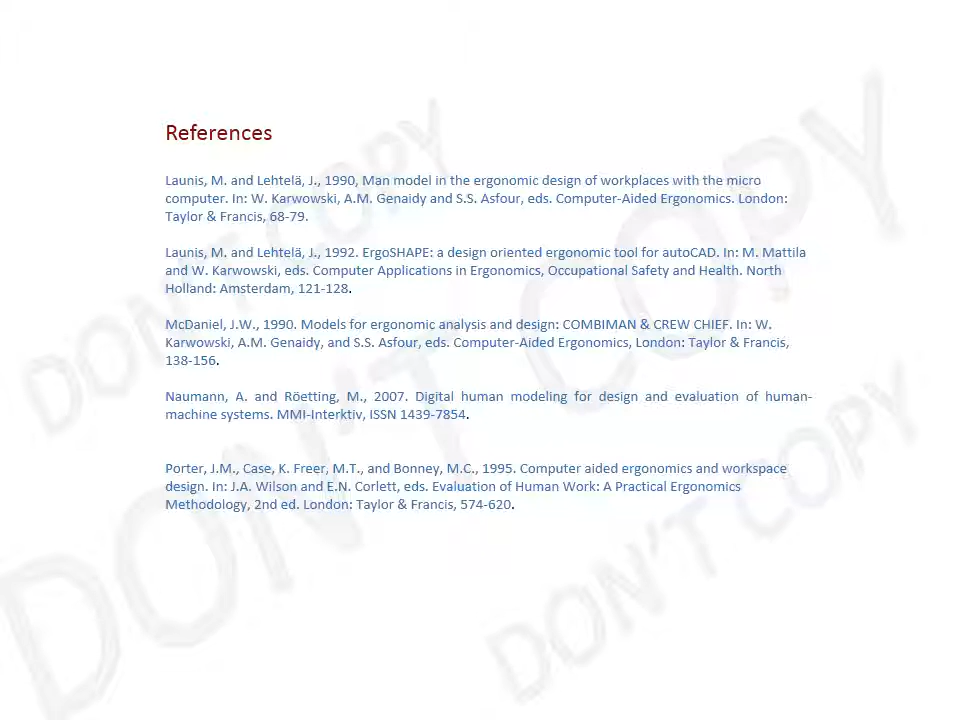 References
Launis, M. and Lehtelä, J., 1990, Man model in the ergonomic design of workplaces with the micro
computer. In: W. Karwowski, A.M. Genaidy and S.S. Asfour, eds. Computer-Aided Ergonomics. London:
Taylor & Francis, 68-79.
Launis, M. and Lehtelä, J., 1992. ErgoSHAPE: a design oriented ergonomic tool for autoCAD. In: M. Mattila
and W. Karwowski, eds. Computer Applications in Ergonomics, Occupational Safety and Health. North
Holland: Amsterdam, 121-128.
McDaniel, J.W., 1990. Models for ergonomic analysis and design: COMBIMAN & CREW CHIEF. In: W.
Karwowski, A.M. Genaidy, and S.S. Asfour, eds. Computer-Aided Ergonomics, London: Taylor & Francis,
138-156.
Naumann, A. and Röetting, M., 2007. Digital human modeling for design and evaluation of human-
machine systems. MMI-Interktiv, ISSN 1439-7854.
Porter, J.M., Case, K. Freer, M.T., and Bonney, M.C., 1995. Computer aided ergonomics and workspace
design. In: J.A. Wilson and E.N. Corlett, eds. Evaluation of Human Work: A Practical Ergonomics
Methodology, 2nd ed. London: Taylor & Francis, 574-620.
DON'T COPY
DON'T COPY
DON'T COPY